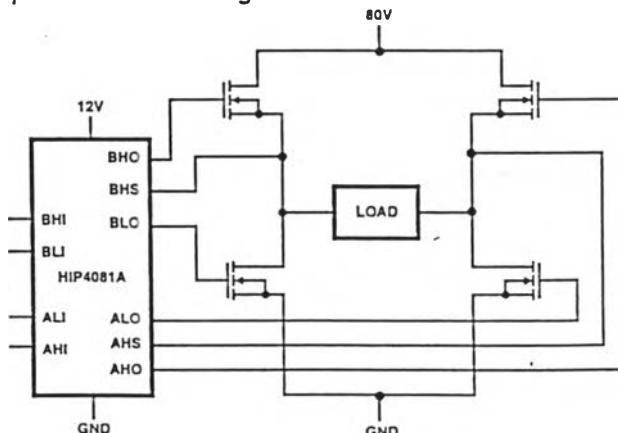 80V
12V
BHO
BHS
BLO
BHI
BLI
HIP4081A
ALI
AHI
ALO
AHS
AHO
LOAD
GND
GND